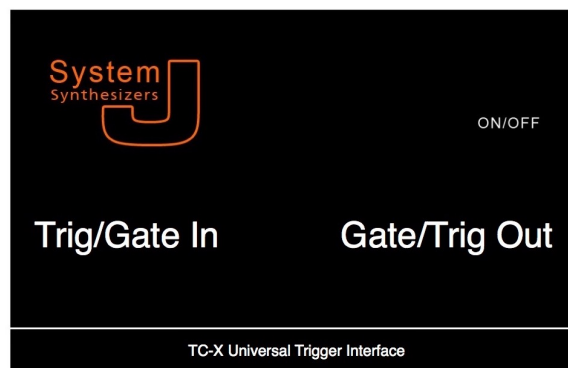 System
Synthesizers
J
ON/OFF
Trig/Gate In
Gate/Trig Out
TC-X Universal Trigger Interface